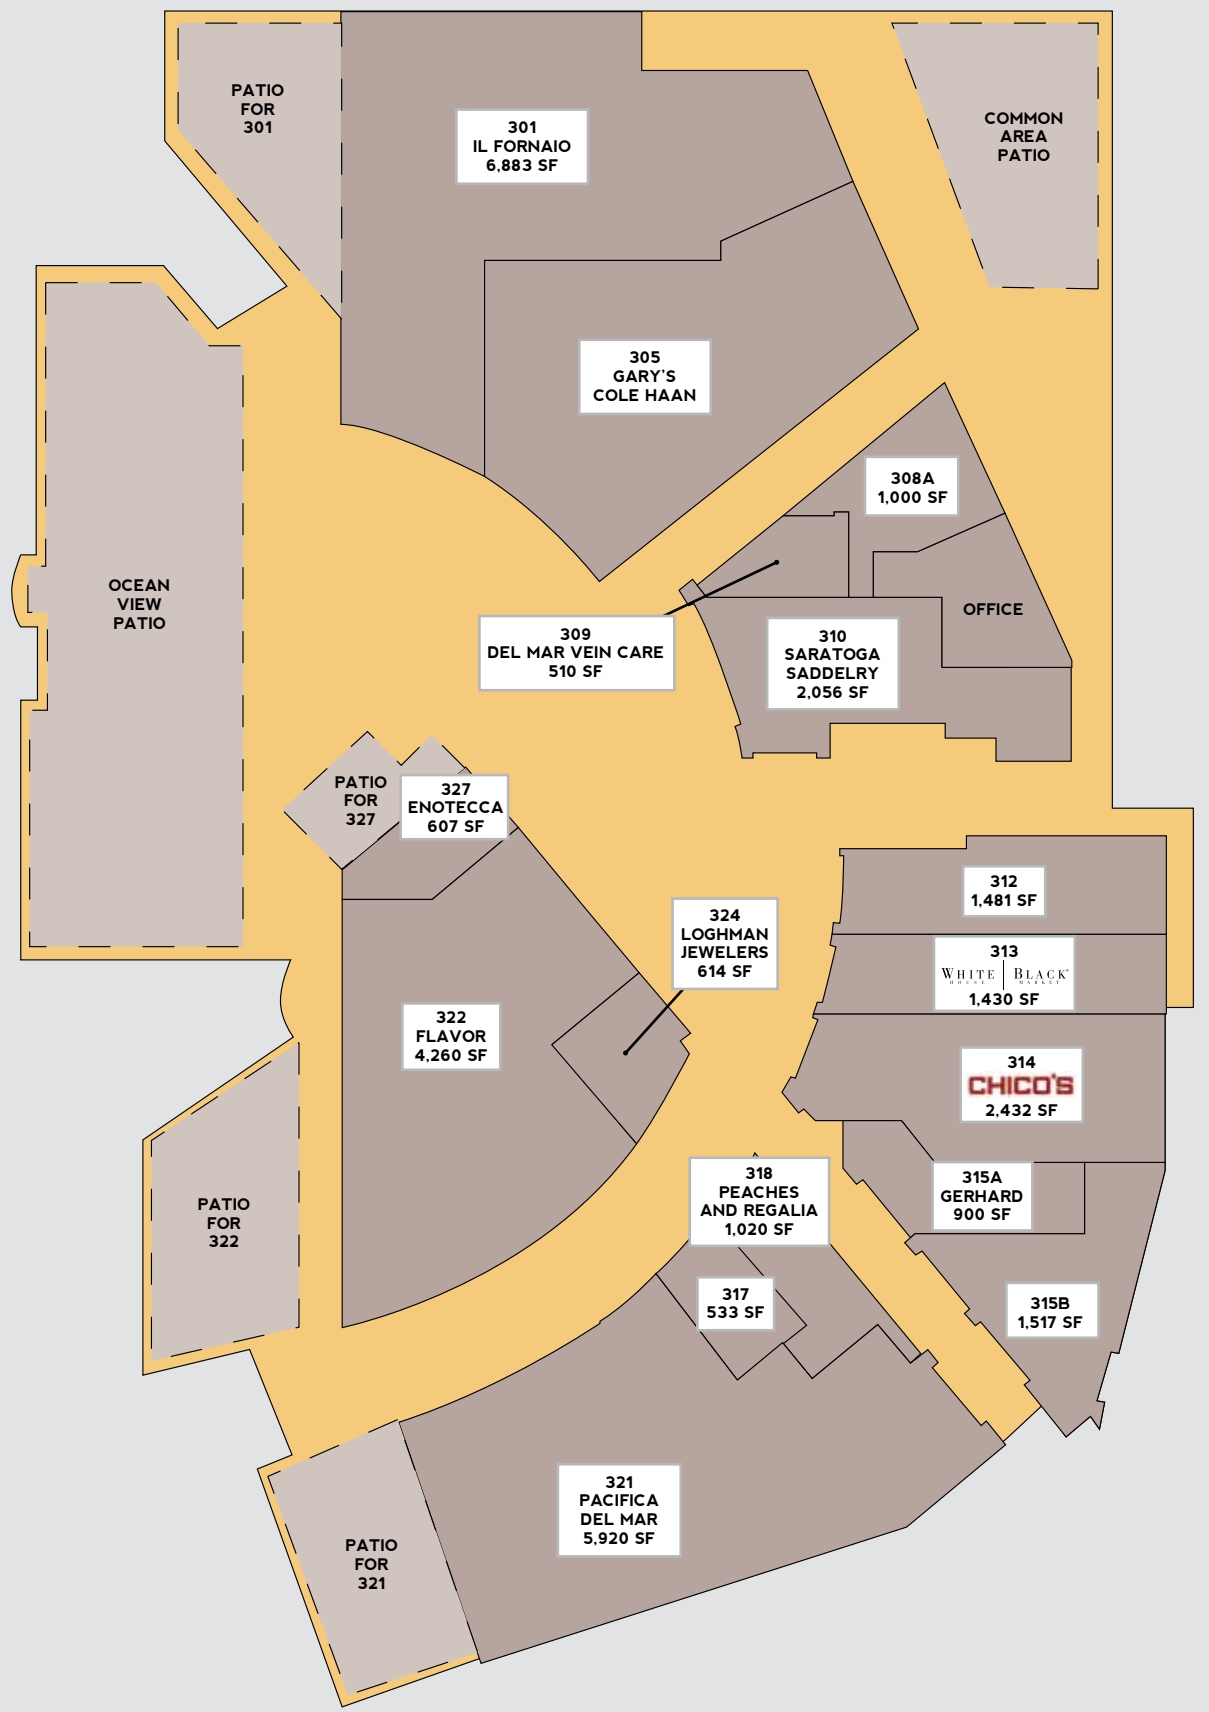 PATIO
FOR
301
301
IL FORNAIO
6,883 SF
COMMON
AREA
PATIO
305
GARY'S
COLE HAAN
308A
1,000 SF
OCEAN
VIEW
PATIO
OFFICE
309
DEL MAR VEIN CARE
510 SF
310
SARATOGA
SADDELRY
2,056 SF
PATIO
FOR
327
327
ENOTECCA
607 SF
312
1,481 SF
324
LOGHMAN
JEWELERS
614 SF
313
WHITE BLACK
HOUSE MARKET
1,430 SF
322
FLAVOR
4,260 SF
314
CHICO'S
2,432 SF
318
PEACHES
AND REGALIA
1,020 SF
315A
GERHARD
900 SF
PATIO
FOR
322
317
533 SF
315B
1,517 SF
321
PACIFICA
DEL MAR
5,920 SF
PATIO
FOR
321